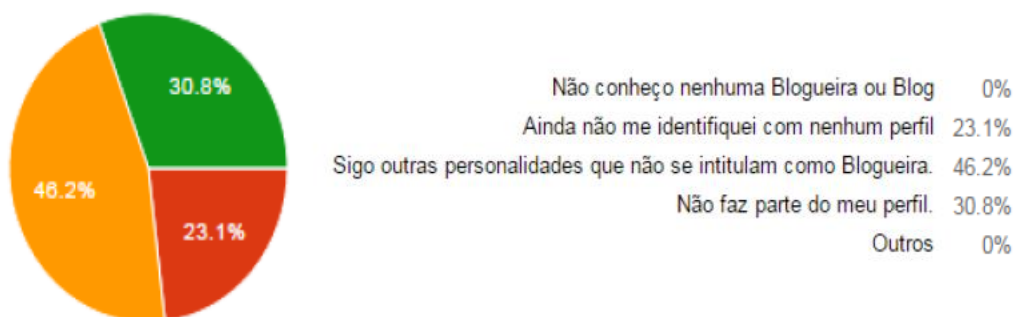 30.8%
46.2%
23.1%
Não conheço nenhuma Blogueira ou Blog 0%
Ainda não me identifiquei com nenhum perfil 23.1%
Sigo outras personalidades que não se intitulam como Blogueira. 46.2%
Não faz parte do meu perfil. 30.8%
Outros 0%